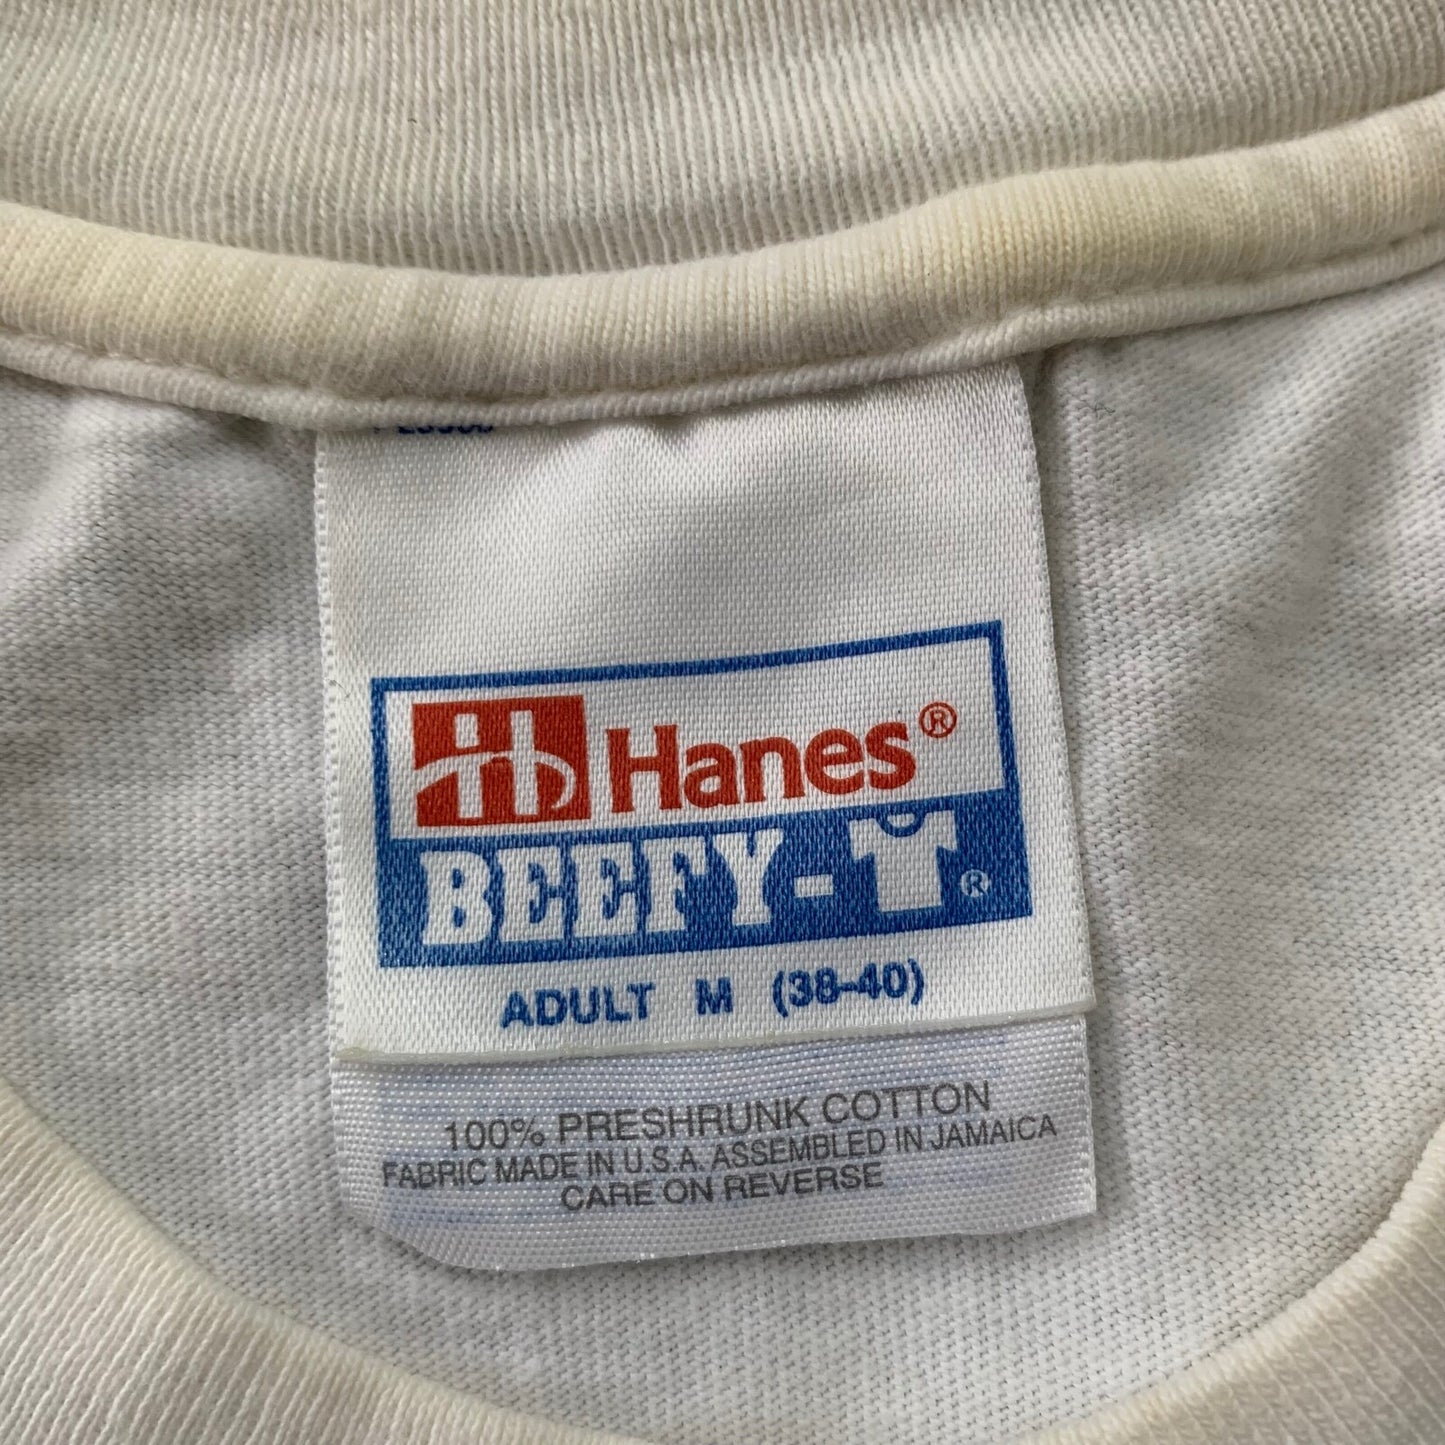 Hanes®
BEEFY-T®
ADULT M (38-40)
100% PRESHRUNK COTTON
FABRIC MADE IN U.S.A. ASSEMBLED IN JAMAICA
CARE ON REVERSE